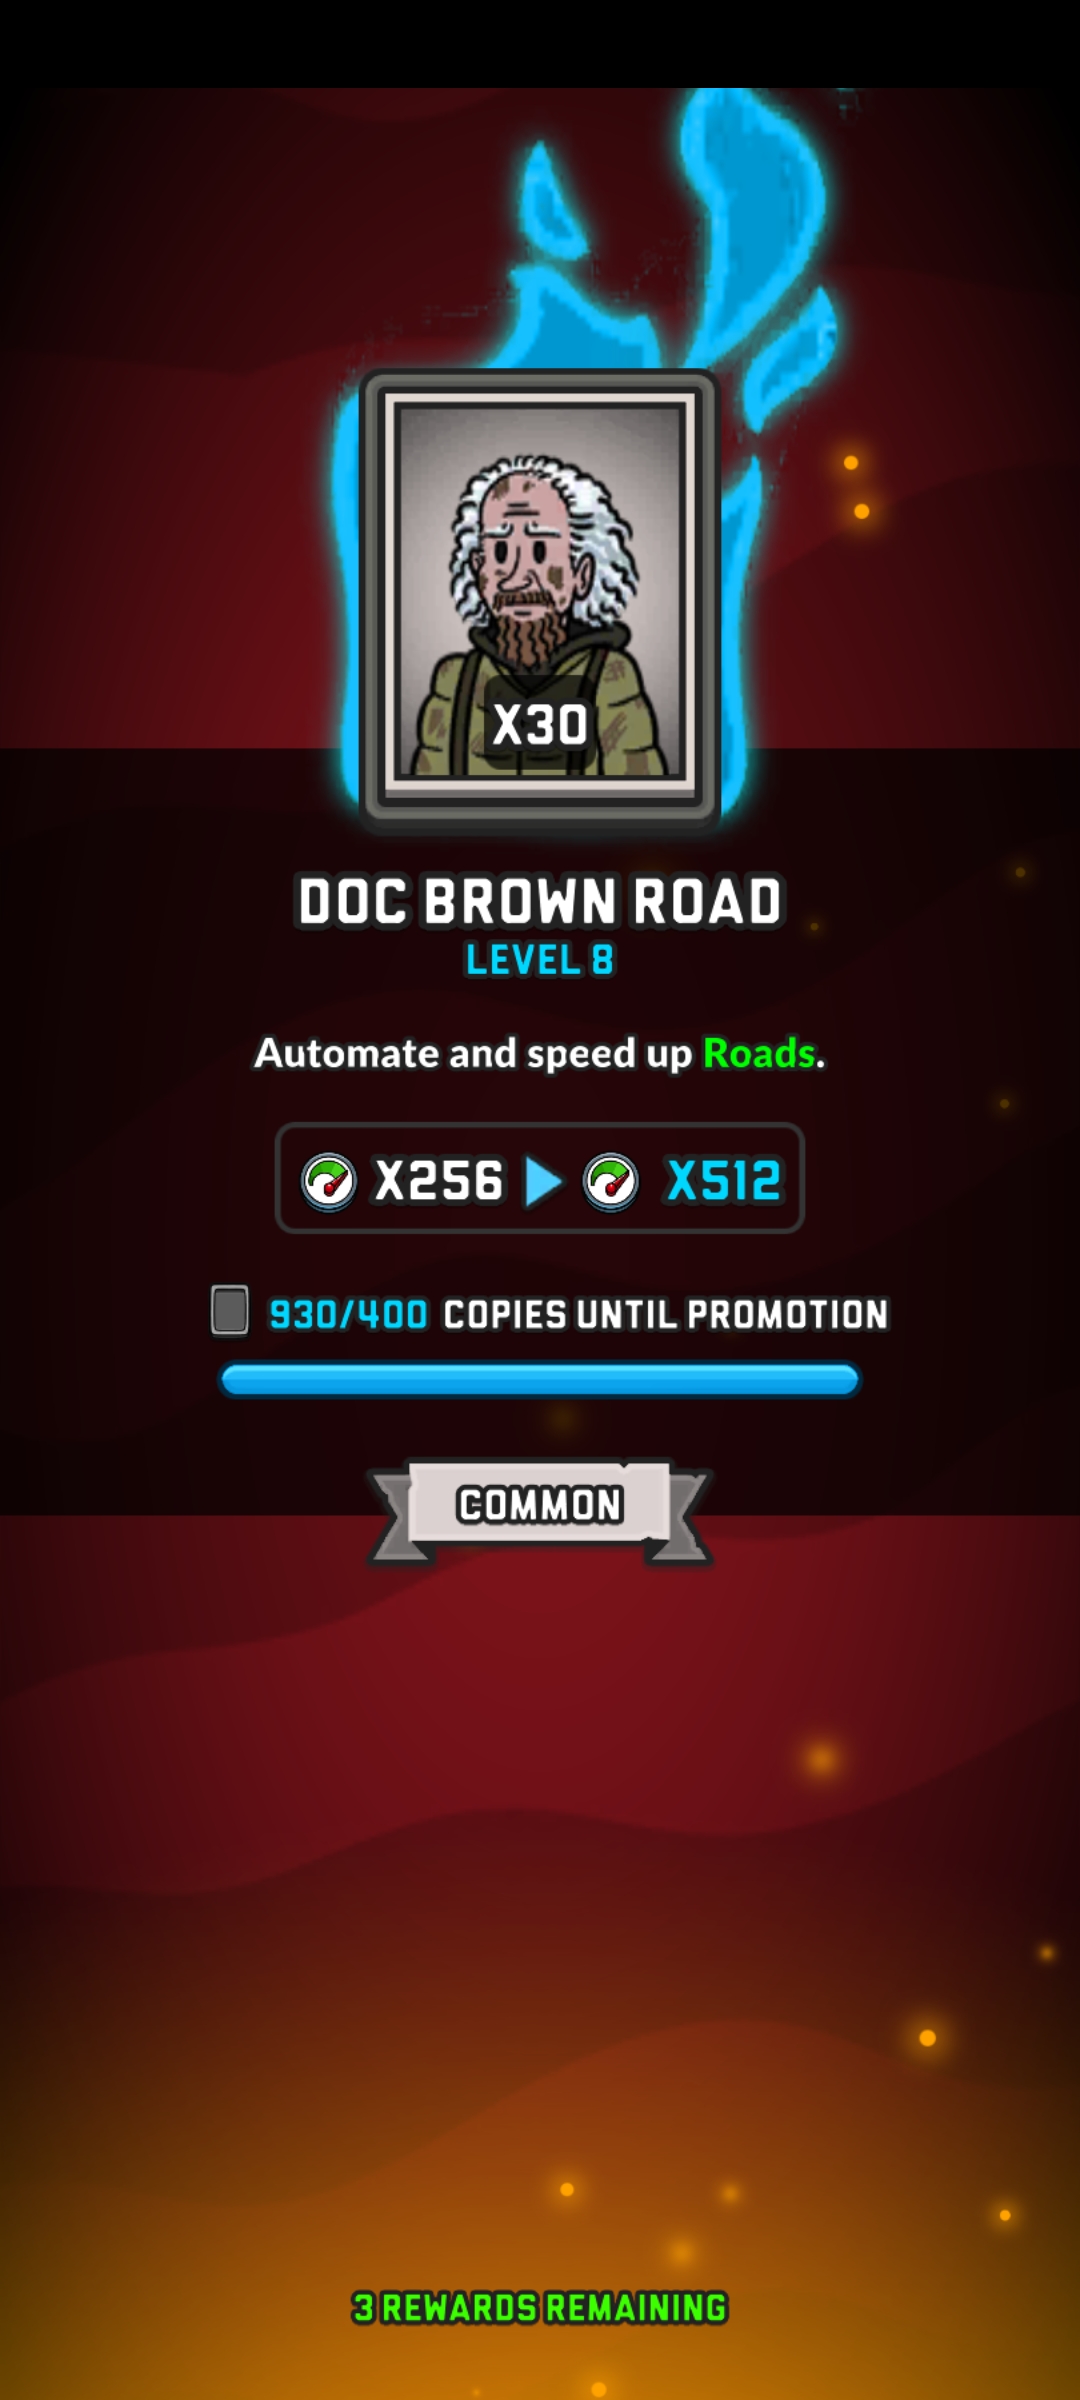 X30
DOC BROWN ROAD
LEVEL 8
Automate and speed up Roads.
X256 X512
930/400 COPIES UNTIL PROMOTION
COMMON
3 REWARDS REMAINING